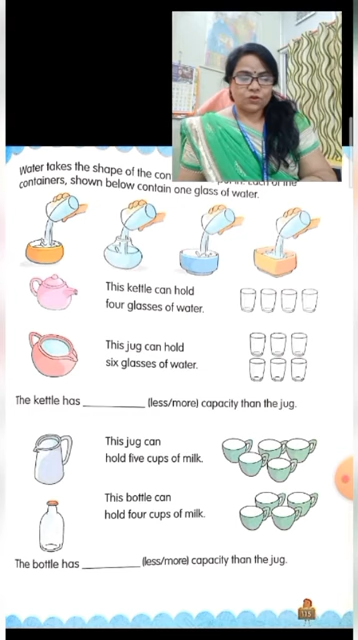 Water takes the shape of the con
containers, shown below contain one glass of water.
This kettle can hold
four glasses of water.
This jug can hold
six glasses of water.
The kettle has __________ (less/more) capacity than the jug.
This jug can
hold five cups of milk.
This bottle can
hold four cups of milk.
The bottle has __________ (less/more) capacity than the jug.